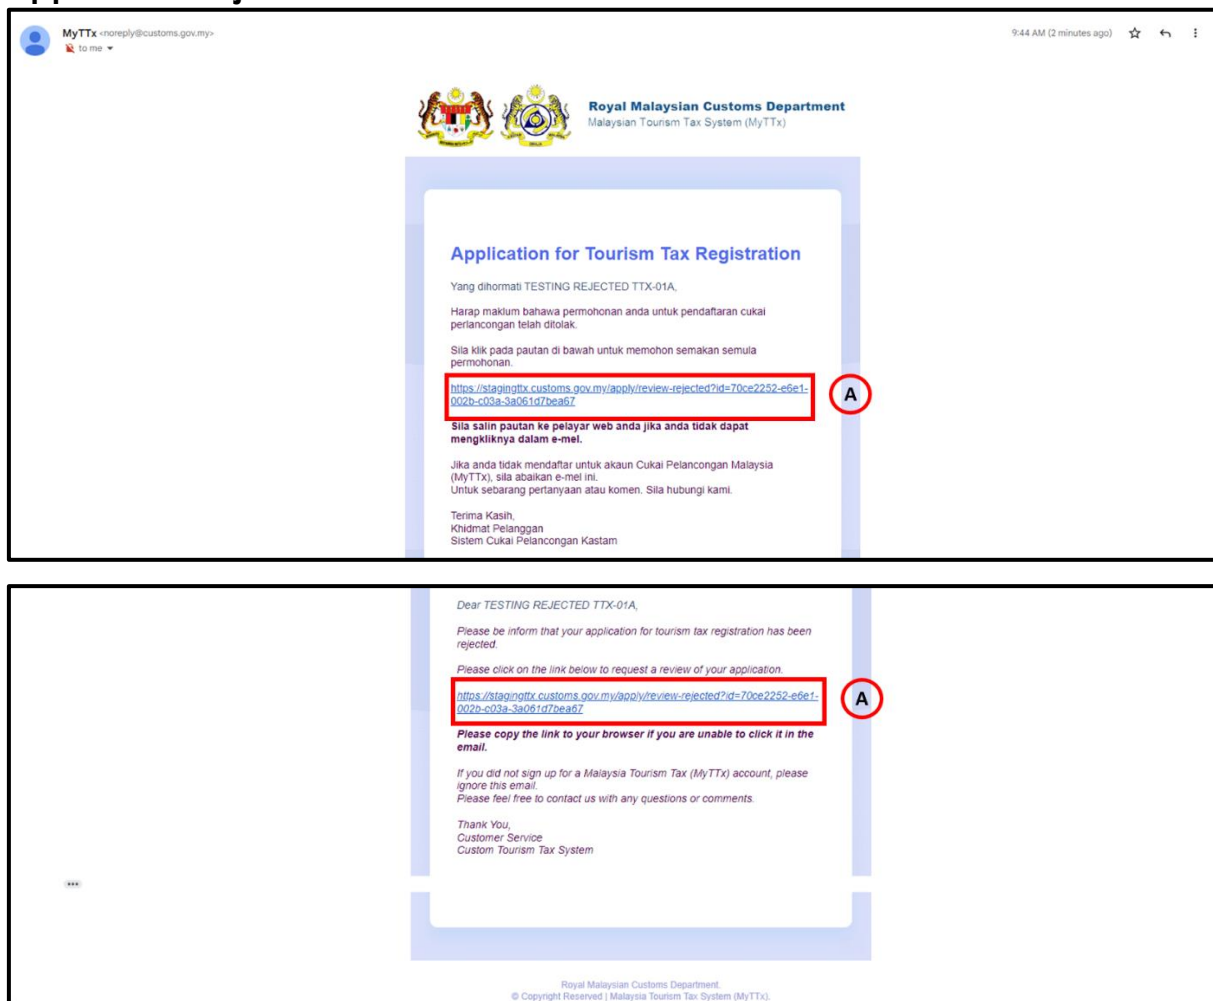 MyTTx <noreply@customs.gov.my>
to me
9:44 AM (2 minutes ago)
Royal Malaysian Customs Department
Malaysian Tourism Tax System (MyTTx)
Application for Tourism Tax Registration
Yang dihormati TESTING REJECTED TTX-01A,
Harap maklum bahawa permohonan anda untuk pendaftaran cukai
perlancongan telah ditolak.
Sila klik pada pautan di bawah untuk memohon semakan semula
permohonan.
https://stagingttx.customs.gov.my/apply/review-rejected?id=70ce2252-e6e1-
002b-c03a-3a061d7bea67
A
Sila salin pautan ke pelayar web anda jika anda tidak dapat
mengkliknya dalam e-mel.
Jika anda tidak mendaftar untuk akaun Cukai Pelancongan Malaysia
(MyTTx), sila abaikan e-mel ini.
Untuk sebarang pertanyaan atau komen. Sila hubungi kami.
Terima Kasih,
Khidmat Pelanggan
Sistem Cukai Pelancongan Kastam
Dear TESTING REJECTED TTX-01A,
Please be inform that your application for tourism tax registration has been
rejected.
Please click on the link below to request a review of your application.
https://stagingttx.customs.gov.my/apply/review-rejected?id=70ce2252-e6e1-
002b-c03a-3a061d7bea67
A
Please copy the link to your browser if you are unable to click it in the
email.
If you did not sign up for a Malaysia Tourism Tax (MyTTx) account, please
ignore this email.
Please feel free to contact us with any questions or comments.
Thank You,
Customer Service
Custom Tourism Tax System
Royal Malaysian Customs Department.
© Copyright Reserved | Malaysia Tourism Tax System (MyTTx).